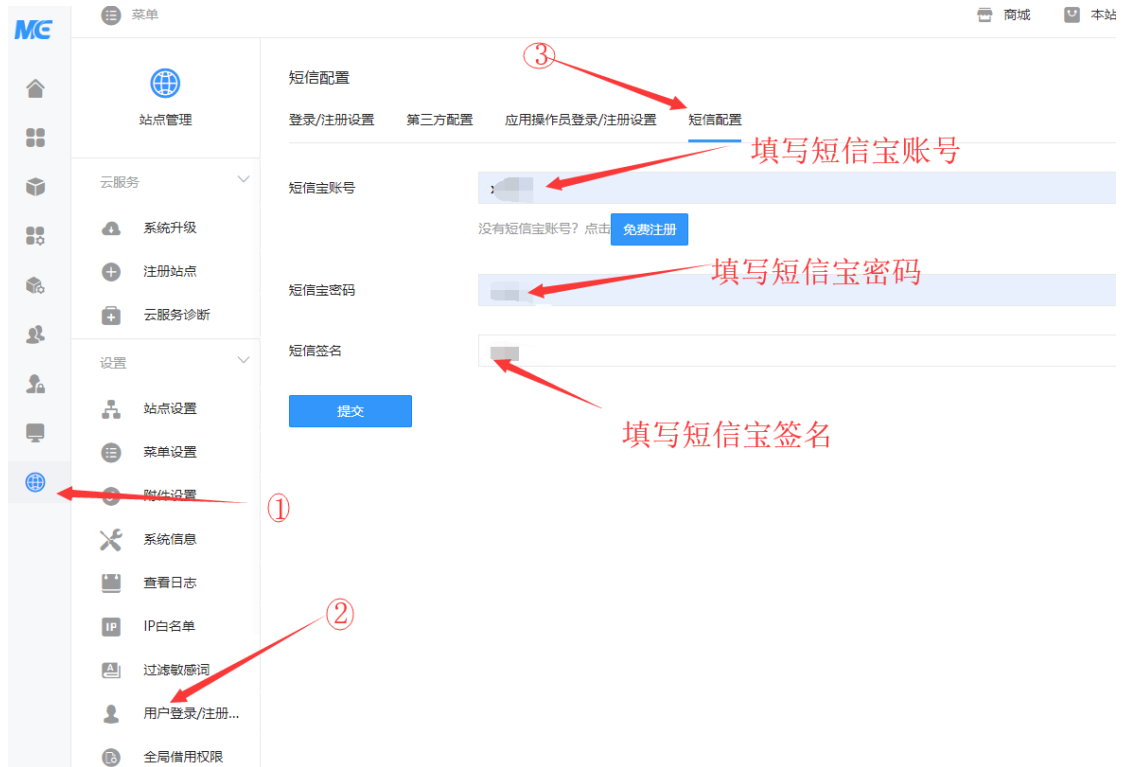 菜单
商城
本站
ME
站点管理
云服务
系统升级
注册站点
云服务诊断
设置
站点设置
菜单设置
附件设置
系统信息
查看日志
IP
IP白名单
A
过滤敏感词
用户登录/注册...
全局借用权限
①
②
③
短信配置
登录/注册设置 第三方配置 应用操作员登录/注册设置 短信配置
填写短信宝账号
短信宝账号
没有短信宝账号?点击 免费注册
填写短信宝密码
短信宝密码
短信签名
提交
填写短信宝签名